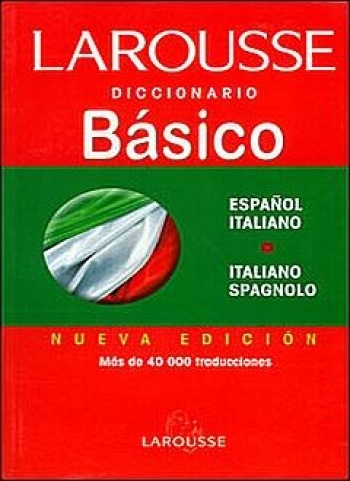 LAROUSSE
DICCIONARIO
Básico
ESPAÑOL
ITALIANO
ITALIANO
SPAGNOLO
NUEVA EDICIÓN
Más de 40 000 traducciones
LAROUSSE